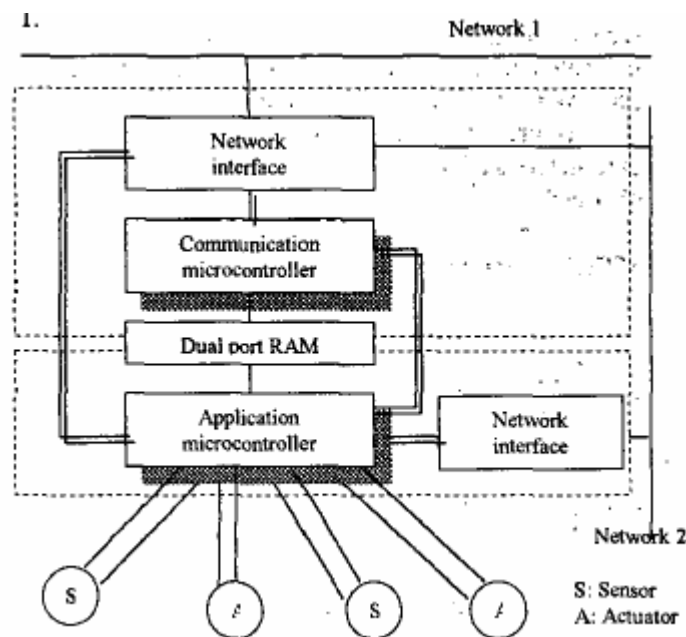 1.
Network 1
Network
interface
Communication
microcontroller
Dual port RAM
Application
microcontroller
Network
interface
Network 2
S
A
S
A
S: Sensor
A: Actuator